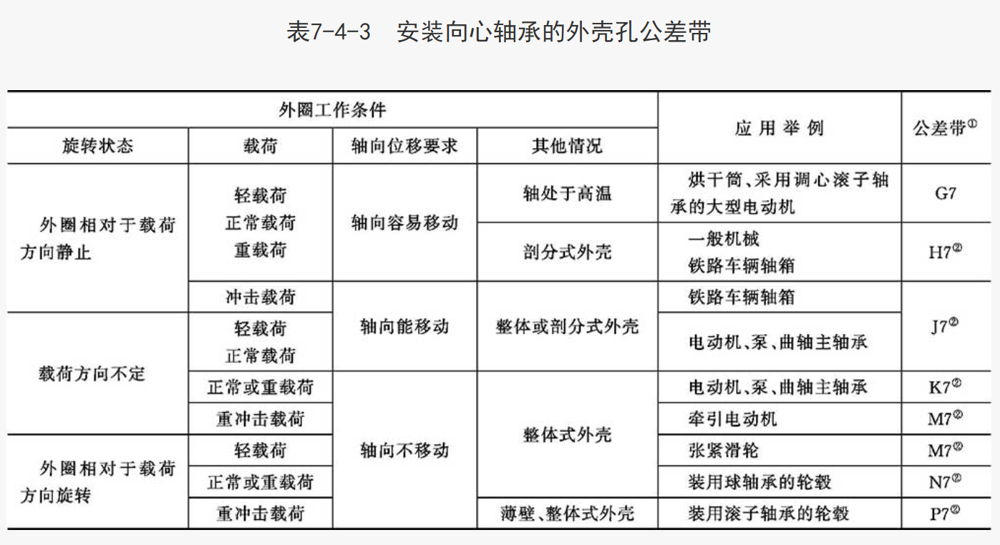 表7-4-3 安装向心轴承的外壳孔公差带
外圈工作条件
应用举例
公差带①
旋转状态
载荷
轴向位移要求
其他情况
外圈相对于载荷
方向静止
轻载荷
正常载荷
重载荷
轴向容易移动
轴处于高温
烘干筒、采用调心滚子轴
承的大型电动机
G7
剖分式外壳
一般机械
铁路车辆轴箱
H7②
冲击载荷
轴向能移动
整体或剖分式外壳
铁路车辆轴箱
J7②
载荷方向不定
轻载荷
正常载荷
电动机、泵、曲轴主轴承
正常或重载荷
轴向不移动
整体式外壳
电动机、泵、曲轴主轴承
K7②
重冲击载荷
牵引电动机
M7②
外圈相对于载荷
方向旋转
轻载荷
张紧滑轮
M7②
正常或重载荷
装用球轴承的轮毂
N7②
重冲击载荷
薄壁、整体式外壳
装用滚子轴承的轮毂
P7②